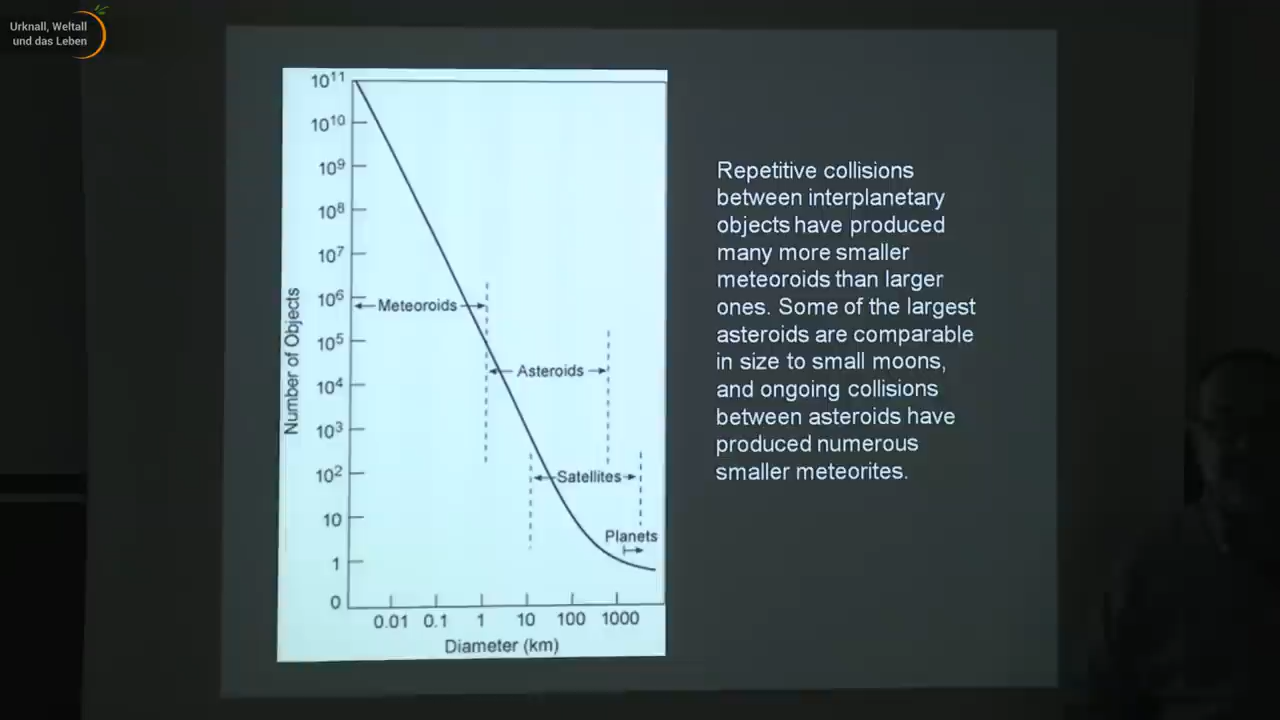 Urknall, Weltall
und das Leben
10¹¹
10¹⁰
10⁹
10⁸
10⁷
10⁶
10⁵
10⁴
10³
10²
10
1
0
Number of Objects
Meteoroids
Asteroids
Satellites
Planets
0.01 0.1 1 10 100 1000
Diameter (km)
Repetitive collisions
between interplanetary
objects have produced
many more smaller
meteoroids than larger
ones. Some of the largest
asteroids are comparable
in size to small moons,
and ongoing collisions
between asteroids have
produced numerous
smaller meteorites.